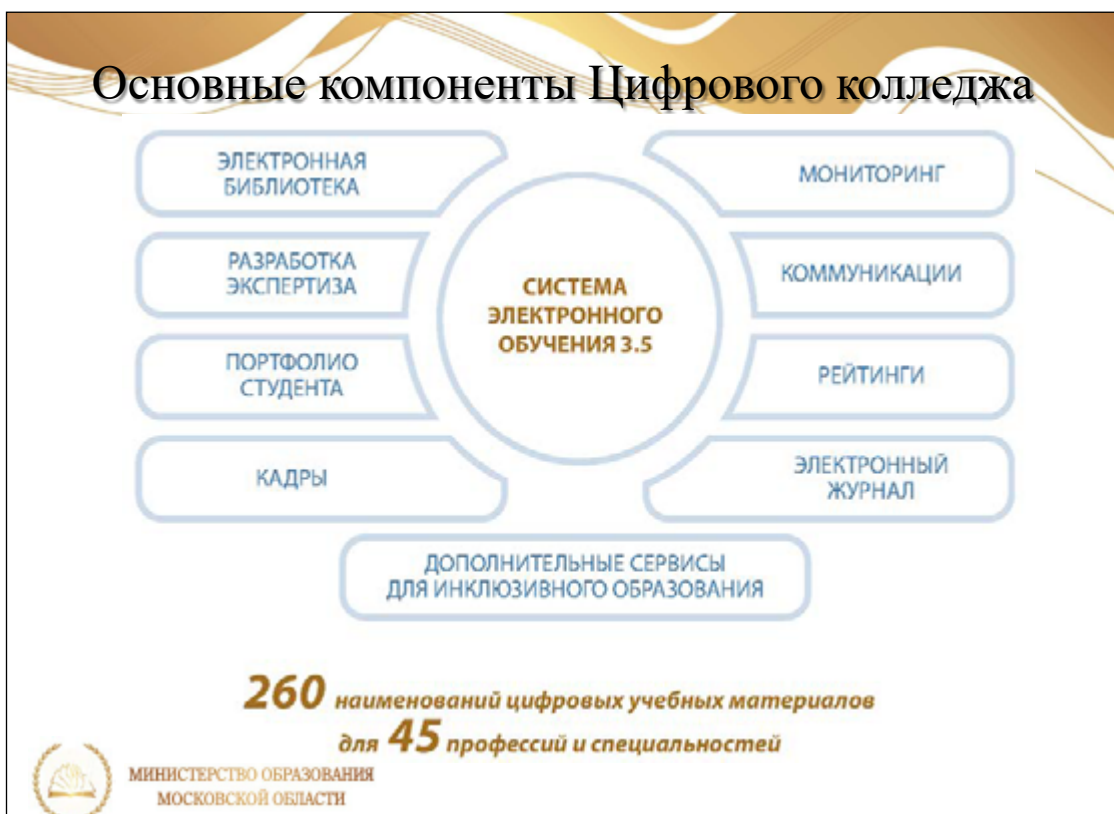 Основные компоненты Цифрового колледжа
ЭЛЕКТРОННАЯ
БИБЛИОТЕКА
РАЗРАБОТКА
ЭКСПЕРТИЗА
ПОРТФОЛИО
СТУДЕНТА
КАДРЫ
СИСТЕМА
ЭЛЕКТРОННОГО
ОБУЧЕНИЯ 3.5
МОНИТОРИНГ
КОММУНИКАЦИИ
РЕЙТИНГИ
ЭЛЕКТРОННЫЙ
ЖУРНАЛ
ДОПОЛНИТЕЛЬНЫЕ СЕРВИСЫ
ДЛЯ ИНКЛЮЗИВНОГО ОБРАЗОВАНИЯ
260 наименований цифровых учебных материалов
для 45 профессий и специальностей
МИНИСТЕРСТВО ОБРАЗОВАНИЯ
МОСКОВСКОЙ ОБЛАСТИ